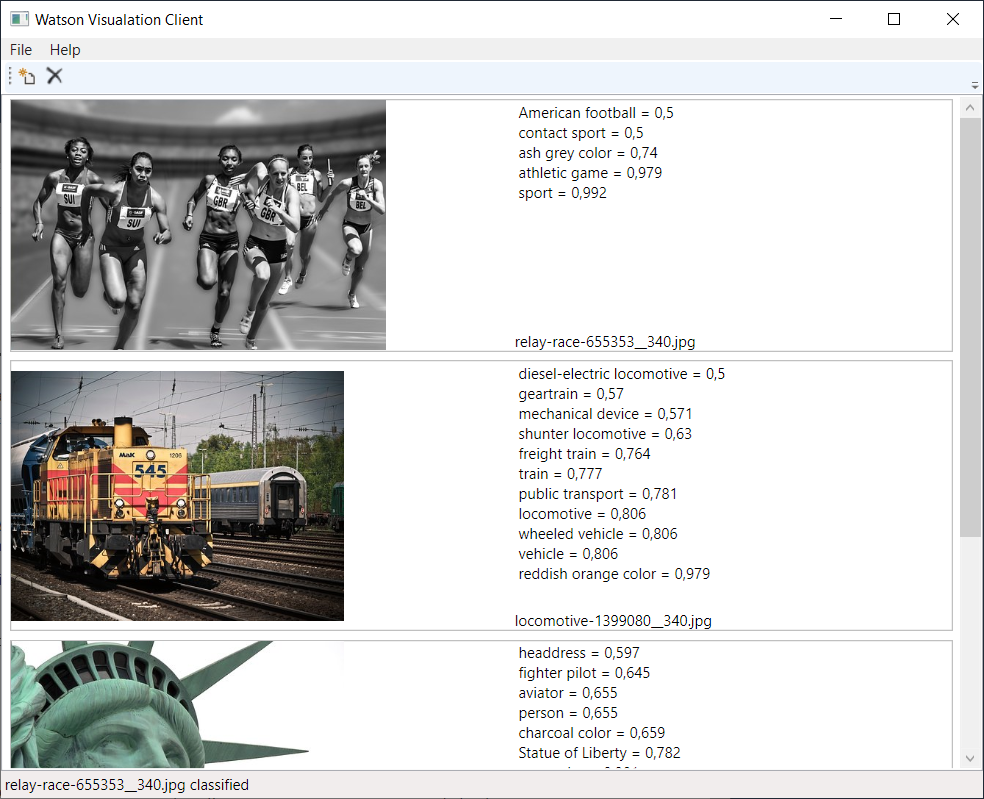 Watson Visualation Client
File Help
American football = 0,5
contact sport = 0,5
ash grey color = 0,74
athletic game = 0,979
sport = 0,992
SUI
SUI
GBR
GBR
BEL
BEL
relay-race-655353__340.jpg
diesel-electric locomotive = 0,5
geartrain = 0,57
mechanical device = 0,571
shunter locomotive = 0,63
freight train = 0,764
train = 0,777
public transport = 0,781
locomotive = 0,806
wheeled vehicle = 0,806
vehicle = 0,806
reddish orange color = 0,979
MaK 1206
545
locomotive-1399080__340.jpg
headdress = 0,597
fighter pilot = 0,645
aviator = 0,655
person = 0,655
charcoal color = 0,659
Statue of Liberty = 0,782
relay-race-655353__340.jpg classified